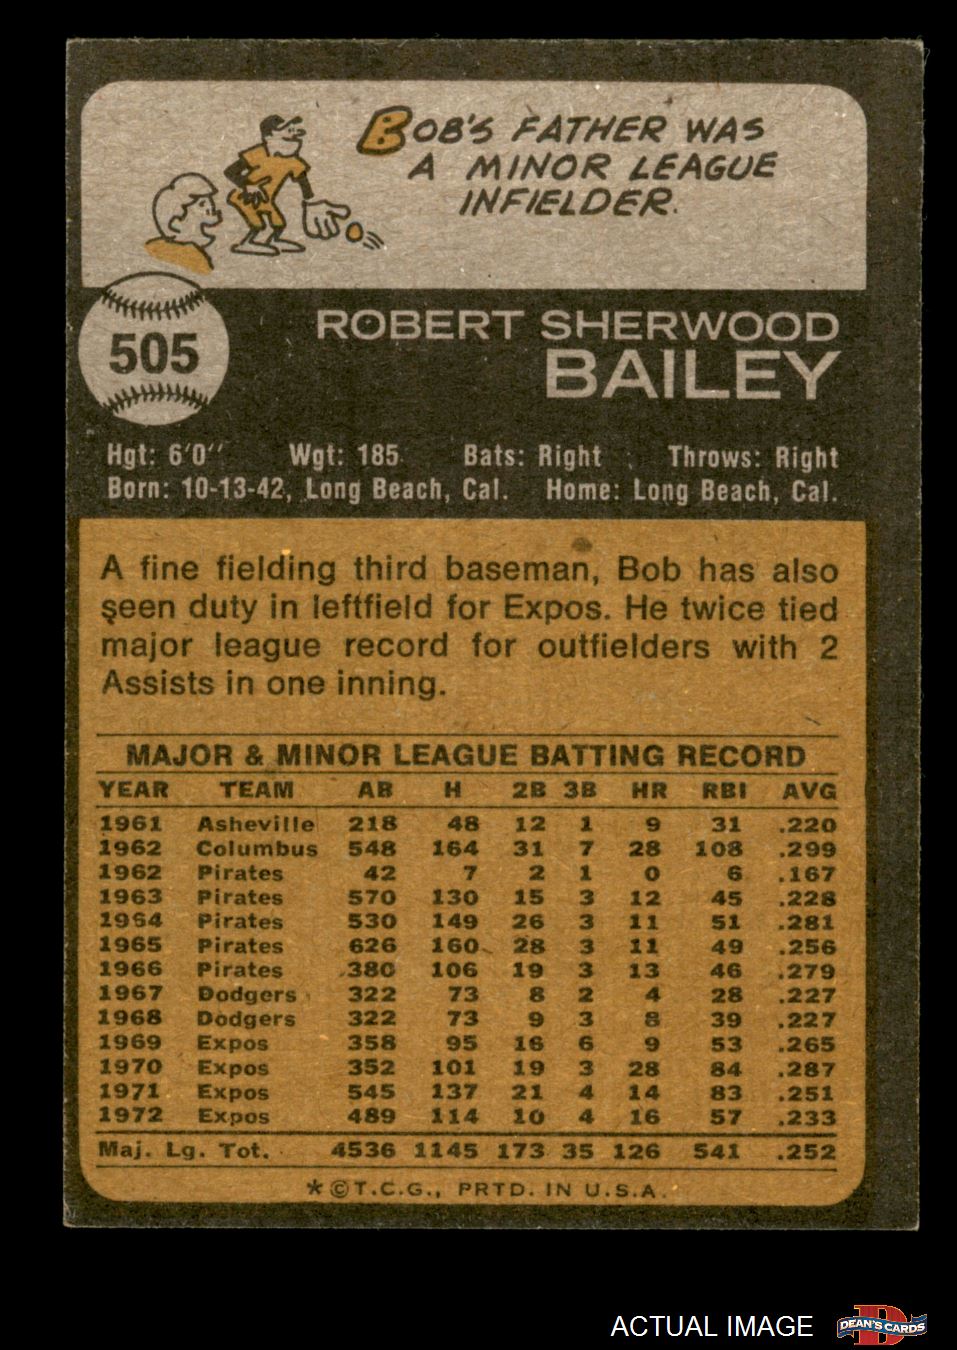 BOB'S FATHER WAS
A MINOR LEAGUE
INFIELDER.
505
ROBERT SHERWOOD
BAILEY
Hgt: 6'0" Wgt: 185 Bats: Right Throws: Right
Born: 10-13-42, Long Beach, Cal. Home: Long Beach, Cal.
A fine fielding third baseman, Bob has also
seen duty in leftfield for Expos. He twice tied
major league record for outfielders with 2
Assists in one inning.
MAJOR & MINOR LEAGUE BATTING RECORD
YEAR TEAM AB H 2B 3B HR RBI AVG
1961 Asheville 218 48 12 1 9 31 .220
1962 Columbus 548 164 31 7 28 108 .299
1962 Pirates 42 7 2 1 0 6 .167
1963 Pirates 570 130 15 3 12 45 .228
1964 Pirates 530 149 26 3 11 51 .281
1965 Pirates 626 160 28 3 11 49 .256
1966 Pirates 380 106 19 3 13 46 .279
1967 Dodgers 322 73 8 2 4 28 .227
1968 Dodgers 322 73 9 3 8 39 .227
1969 Expos 358 95 16 6 9 53 .265
1970 Expos 352 101 19 3 28 84 .287
1971 Expos 545 137 21 4 14 83 .251
1972 Expos 489 114 10 4 16 57 .233
Maj. Lg. Tot. 4536 1145 173 35 126 541 .252
*©T.C.G., PRTD. IN U.S.A.
ACTUAL IMAGE
D
DEAN'S CARDS